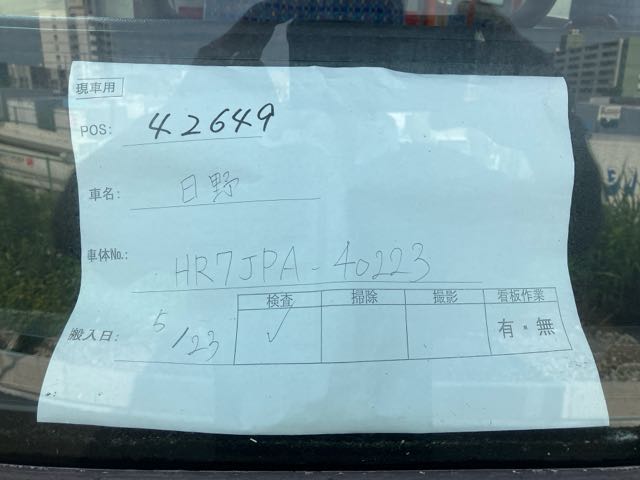 現車用
POS: 42649
車名: 日野
車体No.: HR7JPA-40223
搬入日: 5/23
検査 掃除 撮影 看板作業
✓ 有・無